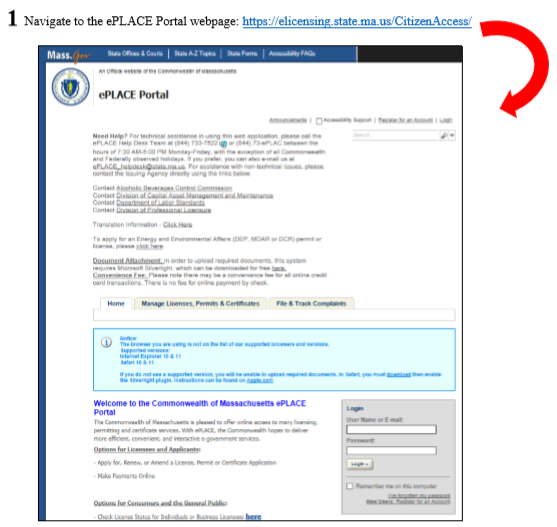 1 Navigate to the ePLACE Portal webpage: https://elicensing.state.ma.us/CitizenAccess/
Mass.Gov State Offices & Courts | State A-Z Topics | State Forms | Accessibility FAQs
An Official website of the Commonwealth of Massachusetts
ePLACE Portal
Announcements | Accessibility Support | Register for an Account | Login
Search
Need Help? For technical assistance in using this web application, please call the
ePLACE Help Desk Team at (844) 733-7522 or (844) 73-ePLAC between the
hours of 7:30 AM-5:00 PM Monday-Friday, with the exception of all Commonwealth
and Federally observed holidays. If you prefer, you can also e-mail us at
ePLACE_helpdesk@state.ma.us. For assistance with non-technical issues, please
contact the issuing Agency directly using the links below.
Contact Alcoholic Beverages Control Commission
Contact Division of Capital Asset Management and Maintenance
Contact Department of Labor Standards
Contact Division of Professional Licensure
Translation Information - Click Here
To apply for an Energy and Environmental Affairs (DEP, MDAR or DCR) permit or
license, please click here.
Document Attachment: In order to upload required documents, this system
requires Microsoft Silverlight, which can be downloaded for free here.
Convenience Fee: Please note there may be a convenience fee for all online credit
card transactions. There is no fee for online payment by check.
Home Manage Licenses, Permits & Certificates File & Track Complaints
Notice:
The browser you are using is not on the list of our supported browsers and versions.
Supported versions:
Internet Explorer 10 & 11
Safari 10 & 11
If you do not use a supported version, you will be unable to upload required documents. In Safari, you must download then enable
the Silverlight plugin. Instructions can be found on Apple.com
Welcome to the Commonwealth of Massachusetts ePLACE
Portal
The Commonwealth of Massachusetts is pleased to offer online access to many licensing,
permitting and certificate services. With ePLACE, the Commonwealth hopes to deliver
more efficient, convenient, and interactive e-government services.
Options for Licensees and Applicants:
- Apply for, Renew, or Amend a License, Permit or Certificate Application
- Make Payments Online
Options for Consumers and the General Public:
- Check License Status for Individuals or Business Licenses: here
Login
User Name or E-mail:
Password:
Login »
Remember me on this computer
I've forgotten my password
New Users: Register for an Account